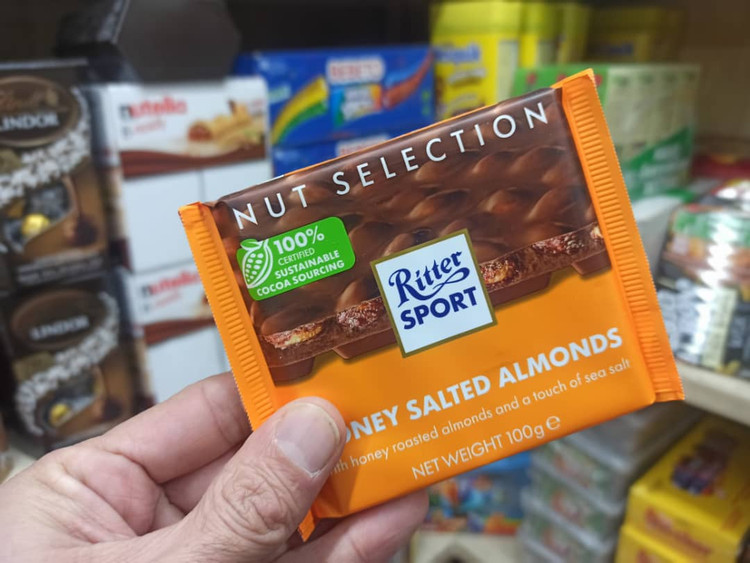 NUT SELECTION
100%
CERTIFIED
SUSTAINABLE
COCOA SOURCING
Ritter
SPORT
ONEY SALTED ALMONDS
th honey roasted almonds and a touch of sea salt
NET WEIGHT 100g e
LINDOR
nutella
LINDOR
nutella